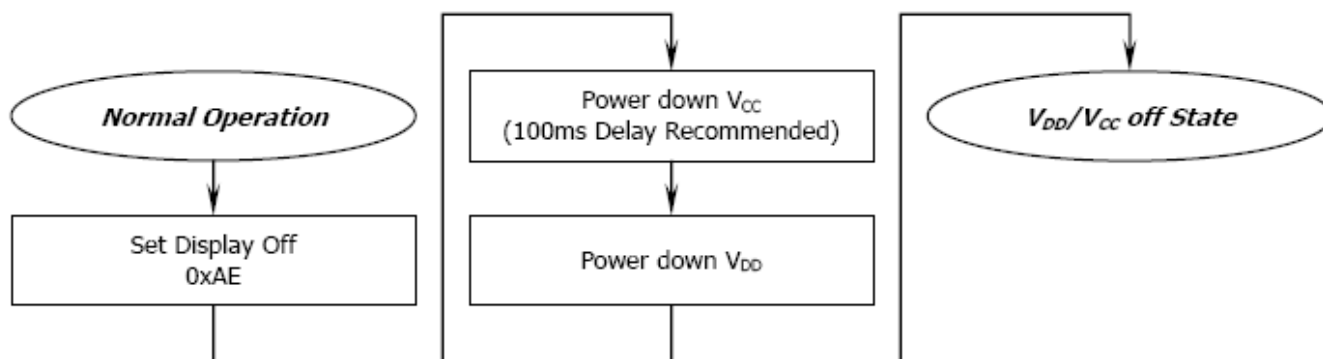 Normal Operation
Set Display Off
0xAE
Power down VCC
(100ms Delay Recommended)
Power down VDD
VDD/VCC off State